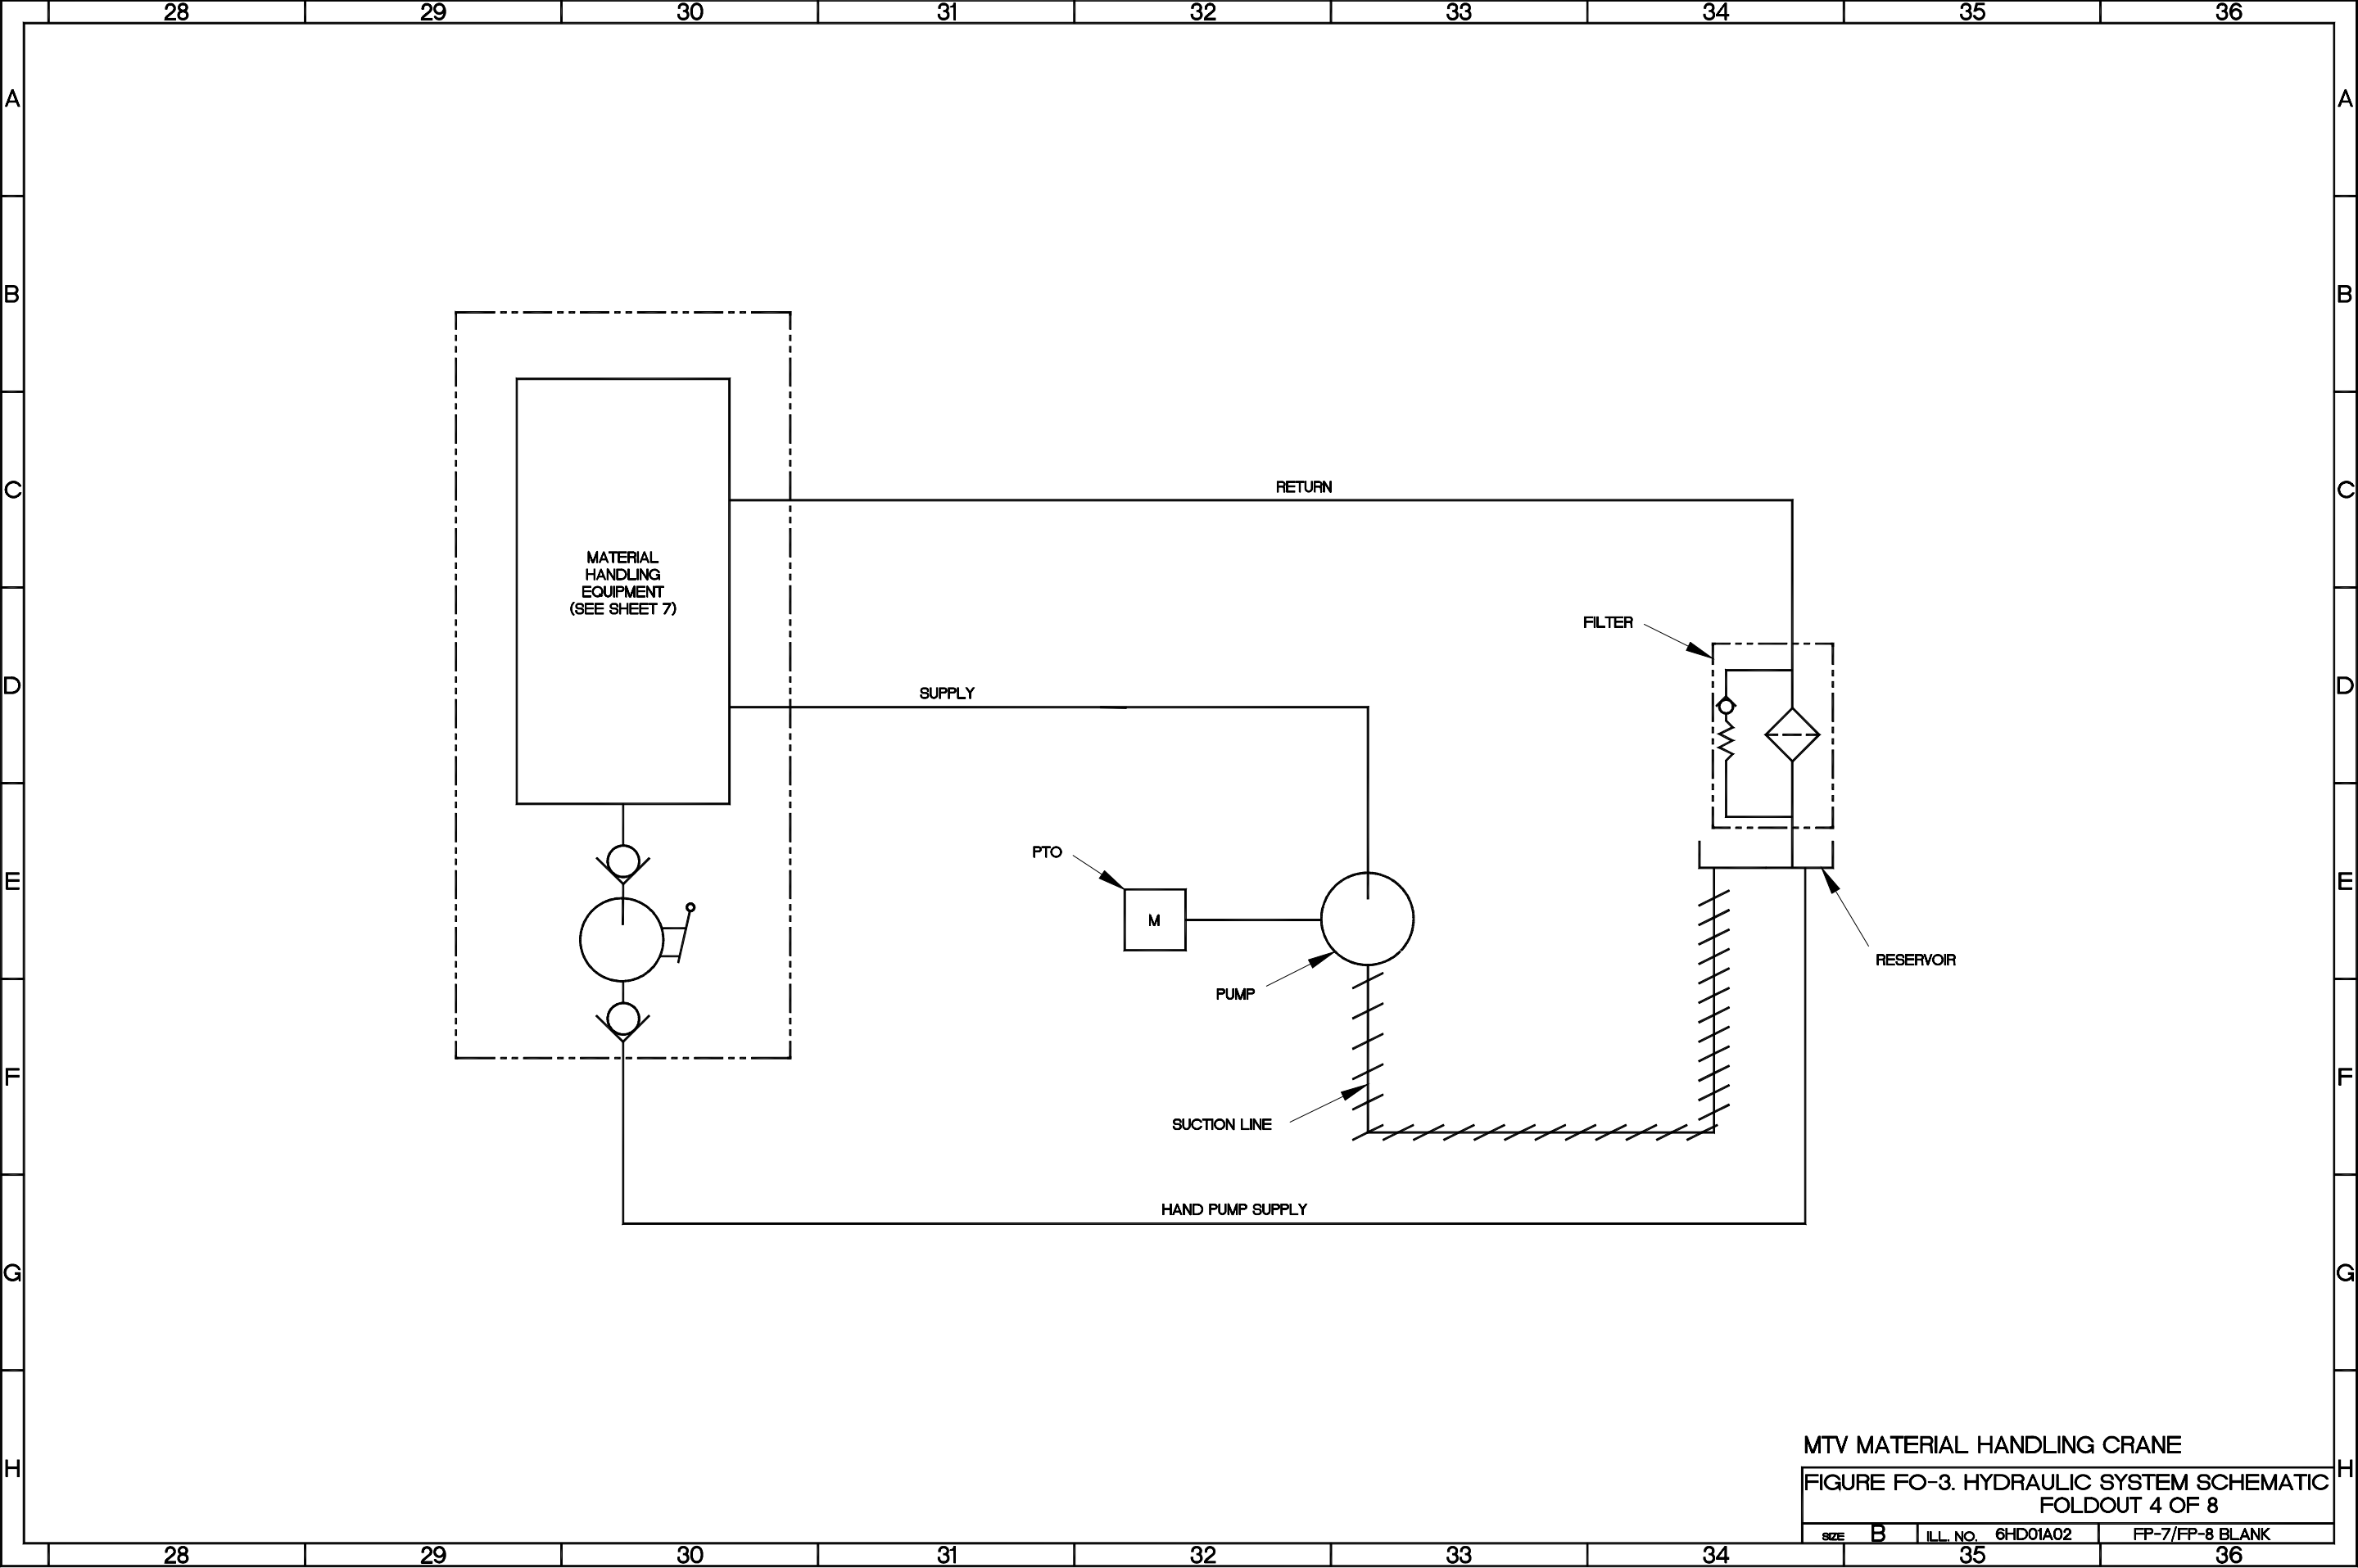 28 29 30 31 32 33 34 35 36
A A
B B
C C
D D
E E
F F
G G
H H
RETURN
MATERIAL
HANDLING
EQUIPMENT
(SEE SHEET 7)
FILTER
SUPPLY
PTO
M
RESERVOIR
PUMP
SUCTION LINE
HAND PUMP SUPPLY
MTV MATERIAL HANDLING CRANE
FIGURE FO-3. HYDRAULIC SYSTEM SCHEMATIC
FOLDOUT 4 OF 8
SIZE B ILL. NO. 6HD01A02 FP-7/FP-8 BLANK
28 29 30 31 32 33 34 35 36